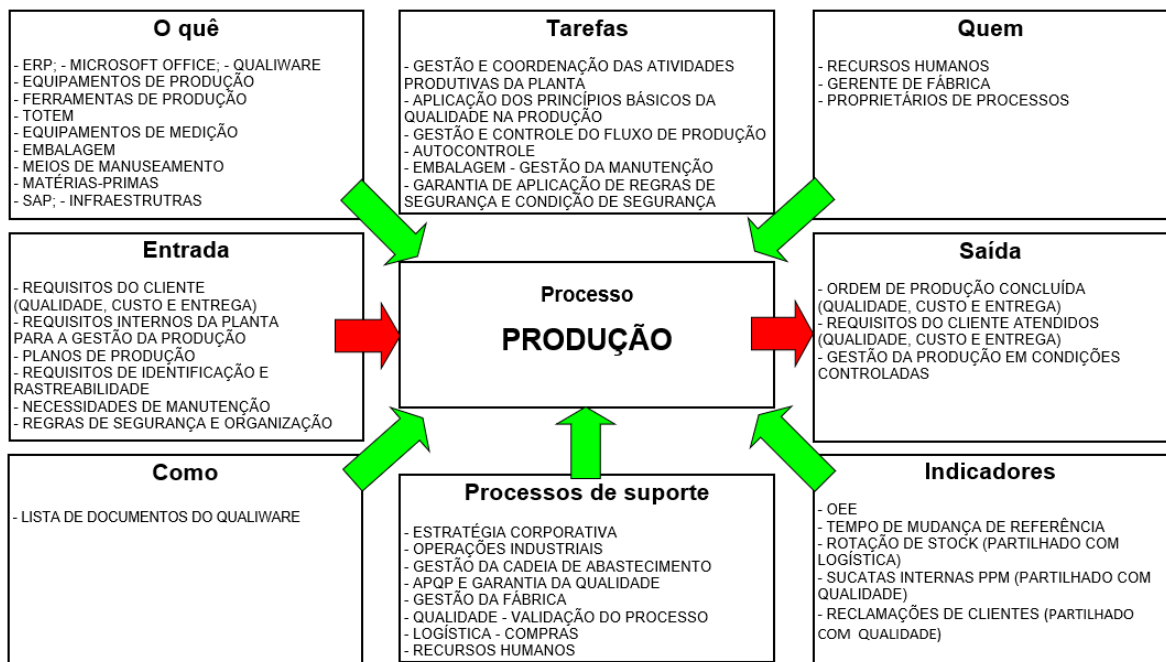 O quê
- ERP; - MICROSOFT OFFICE; - QUALIWARE
- EQUIPAMENTOS DE PRODUÇÃO
- FERRAMENTAS DE PRODUÇÃO
- TOTEM
- EQUIPAMENTOS DE MEDIÇÃO
- EMBALAGEM
- MEIOS DE MANUSEAMENTO
- MATÉRIAS-PRIMAS
- SAP; - INFRAESTRUTRAS
Tarefas
- GESTÃO E COORDENAÇÃO DAS ATIVIDADES
PRODUTIVAS DA PLANTA
- APLICAÇÃO DOS PRINCÍPIOS BÁSICOS DA
QUALIDADE NA PRODUÇÃO
- GESTÃO E CONTROLE DO FLUXO DE PRODUÇÃO
- AUTOCONTROLE
- EMBALAGEM - GESTÃO DA MANUTENÇÃO
- GARANTIA DE APLICAÇÃO DE REGRAS DE
SEGURANÇA E CONDIÇÃO DE SEGURANÇA
Quem
- RECURSOS HUMANOS
- GERENTE DE FÁBRICA
- PROPRIETÁRIOS DE PROCESSOS
Entrada
- REQUISITOS DO CLIENTE
(QUALIDADE, CUSTO E ENTREGA)
- REQUISITOS INTERNOS DA PLANTA
PARA A GESTÃO DA PRODUÇÃO
- PLANOS DE PRODUÇÃO
- REQUISITOS DE IDENTIFICAÇÃO E
RASTREABILIDADE
- NECESSIDADES DE MANUTENÇÃO
- REGRAS DE SEGURANÇA E ORGANIZAÇÃO
Processo
PRODUÇÃO
Saída
- ORDEM DE PRODUÇÃO CONCLUÍDA
(QUALIDADE, CUSTO E ENTREGA)
- REQUISITOS DO CLIENTE ATENDIDOS
(QUALIDADE, CUSTO E ENTREGA)
- GESTÃO DA PRODUÇÃO EM CONDIÇÕES
CONTROLADAS
Como
- LISTA DE DOCUMENTOS DO QUALIWARE
Processos de suporte
- ESTRATÉGIA CORPORATIVA
- OPERAÇÕES INDUSTRIAIS
- GESTÃO DA CADEIA DE ABASTECIMENTO
- APQP E GARANTIA DA QUALIDADE
- GESTÃO DA FÁBRICA
- QUALIDADE - VALIDAÇÃO DO PROCESSO
- LOGÍSTICA - COMPRAS
- RECURSOS HUMANOS
Indicadores
- OEE
- TEMPO DE MUDANÇA DE REFERÊNCIA
- ROTAÇÃO DE STOCK (PARTILHADO COM
LOGÍSTICA)
- SUCATAS INTERNAS PPM (PARTILHADO COM
QUALIDADE)
- RECLAMAÇÕES DE CLIENTES (PARTILHADO
COM QUALIDADE)